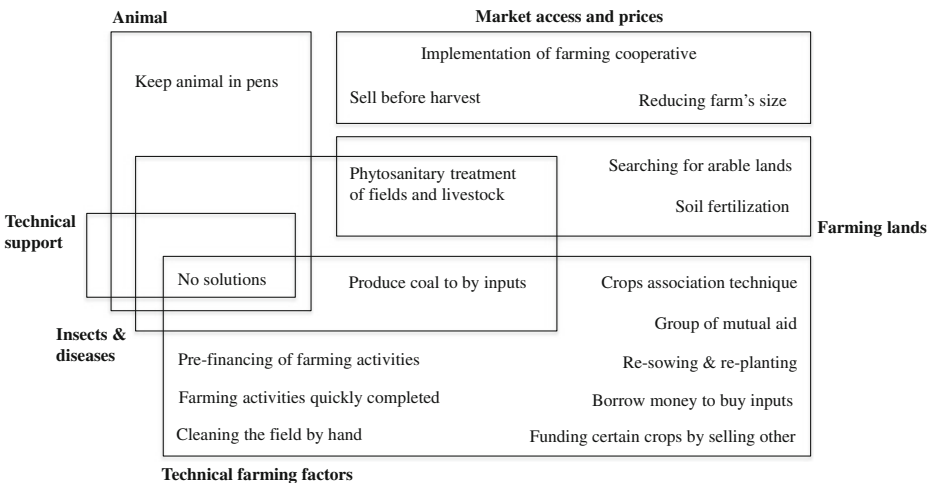 Animal
Market access and prices
Implementation of farming cooperative
Keep animal in pens
Sell before harvest
Reducing farm's size
Searching for arable lands
Phytosanitary treatment
of fields and livestock
Soil fertilization
Technical
support
Farming lands
No solutions
Produce coal to by inputs
Crops association technique
Group of mutual aid
Insects &
diseases
Pre-financing of farming activities
Re-sowing & re-planting
Farming activities quickly completed
Borrow money to buy inputs
Cleaning the field by hand
Funding certain crops by selling other
Technical farming factors